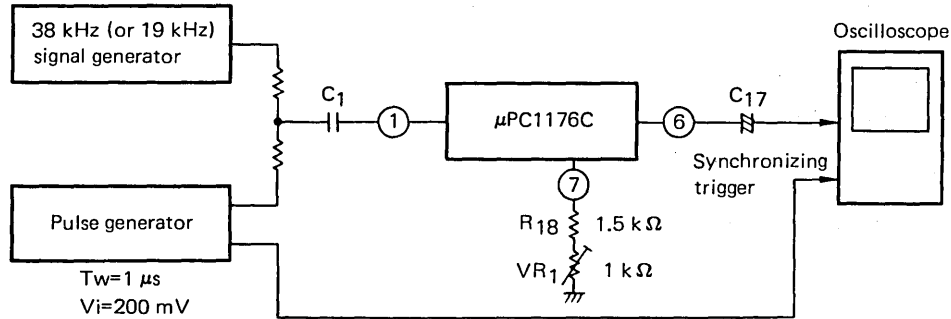 38 kHz (or 19 kHz)
signal generator
Oscilloscope
C1
1
μPC1176C
6
C17
Synchronizing
trigger
7
Pulse generator
R18 1.5 kΩ
VR1 1 kΩ
Tw=1 μs
Vi=200 mV